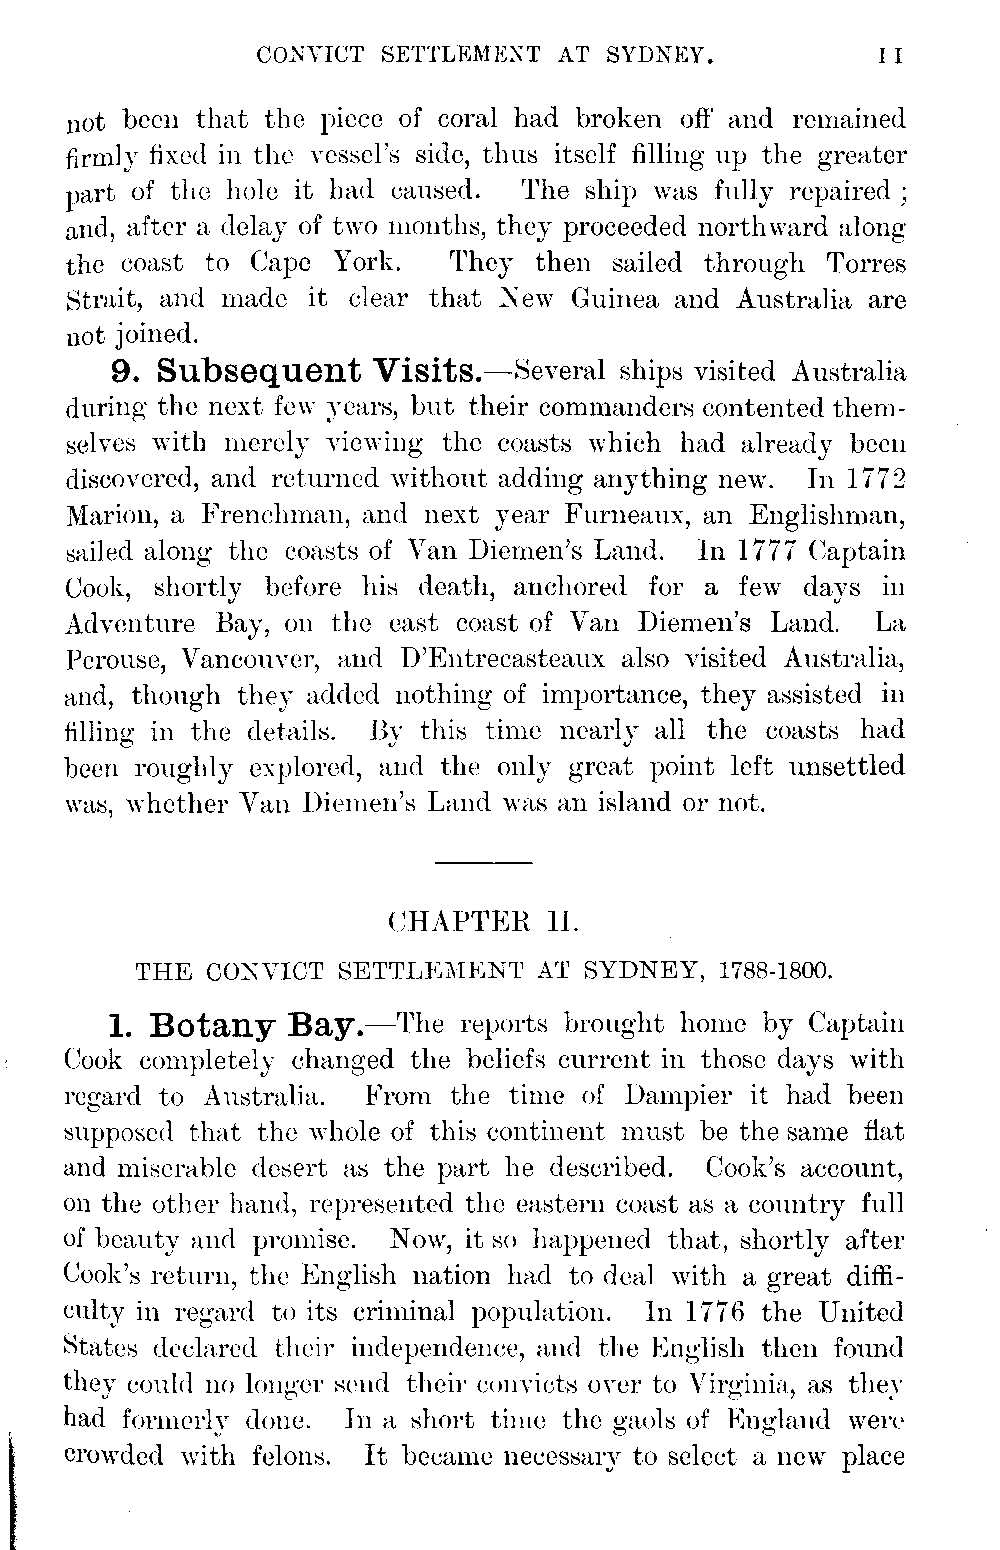 CONVICT SETTLEMENT AT SYDNEY. 11
not been that the piece of coral had broken off and remained
firmly fixed in the vessel's side, thus itself filling up the greater
part of the hole it had caused. The ship was fully repaired;
and, after a delay of two months, they proceeded northward along
the coast to Cape York. They then sailed through Torres
Strait, and made it clear that New Guinea and Australia are
not joined.
9. Subsequent Visits.—Several ships visited Australia
during the next few years, but their commanders contented them-
selves with merely viewing the coasts which had already been
discovered, and returned without adding anything new. In 1772
Marion, a Frenchman, and next year Furneaux, an Englishman,
sailed along the coasts of Van Diemen's Land. In 1777 Captain
Cook, shortly before his death, anchored for a few days in
Adventure Bay, on the east coast of Van Diemen's Land. La
Perouse, Vancouver, and D'Entrecasteaux also visited Australia,
and, though they added nothing of importance, they assisted in
filling in the details. By this time nearly all the coasts had
been roughly explored, and the only great point left unsettled
was, whether Van Diemen's Land was an island or not.
CHAPTER II.
THE CONVICT SETTLEMENT AT SYDNEY, 1788-1800.
1. Botany Bay.—The reports brought home by Captain
Cook completely changed the beliefs current in those days with
regard to Australia. From the time of Dampier it had been
supposed that the whole of this continent must be the same flat
and miserable desert as the part he described. Cook's account,
on the other hand, represented the eastern coast as a country full
of beauty and promise. Now, it so happened that, shortly after
Cook's return, the English nation had to deal with a great diffi-
culty in regard to its criminal population. In 1776 the United
States declared their independence, and the English then found
they could no longer send their convicts over to Virginia, as they
had formerly done. In a short time the gaols of England were
crowded with felons. It became necessary to select a new place